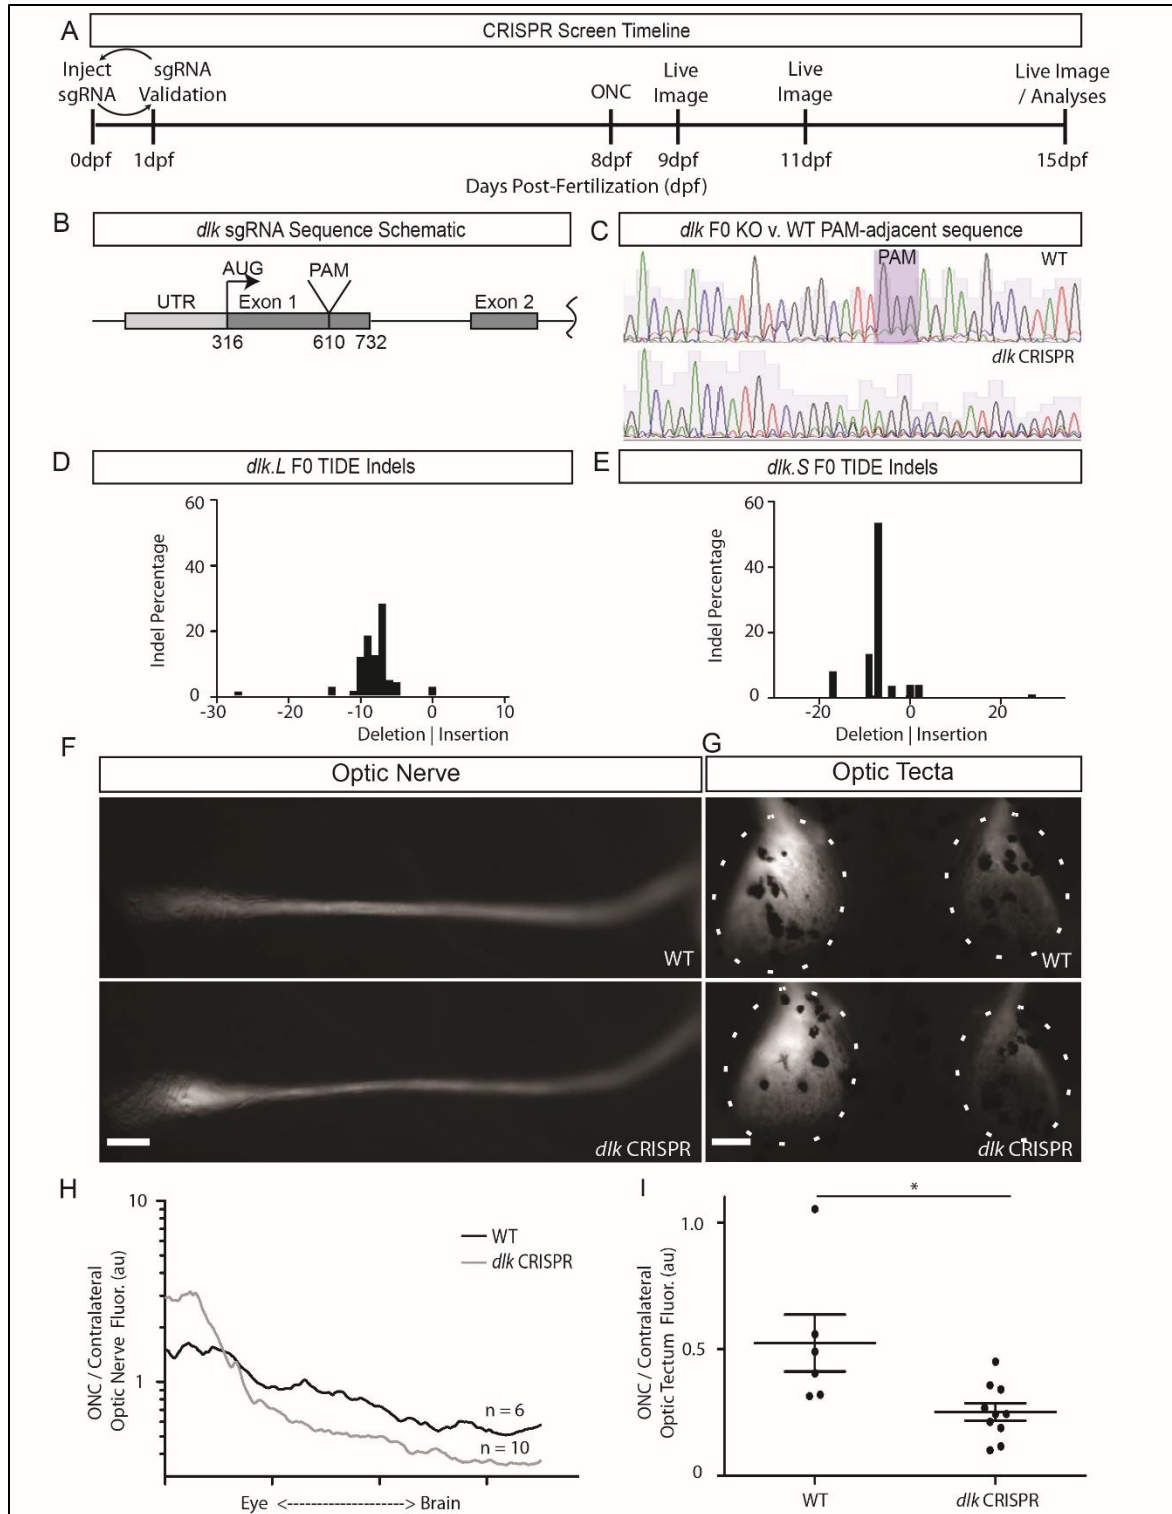 A
CRISPR Screen Timeline
Inject
sgRNA
sgRNA
Validation
ONC
Live
Image
Live
Image
Live Image
/ Analyses
0dpf
1dpf
8dpf
9dpf
11dpf
15dpf
Days Post-Fertilization (dpf)
B
dlk sgRNA Sequence Schematic
AUG
PAM
UTR
Exon 1
Exon 2
316
610
732
C
dlk F0 KO v. WT PAM-adjacent sequence
PAM
WT
dlk CRISPR
D
dlk.L F0 TIDE Indels
Indel Percentage
60
40
20
0
-30
-20
-10
0
10
Deletion | Insertion
E
dlk.S F0 TIDE Indels
Indel Percentage
60
40
20
0
-20
0
20
Deletion | Insertion
F
Optic Nerve
WT
dlk CRISPR
G
Optic Tecta
WT
dlk CRISPR
H
ONC / Contralateral
Optic Nerve Fluor. (au)
10
1
WT
dlk CRISPR
n = 6
n = 10
Eye <---------------------> Brain
I
ONC / Contralateral
Optic Tectum Fluor. (au)
1.0
0.5
0
*
WT
dlk CRISPR